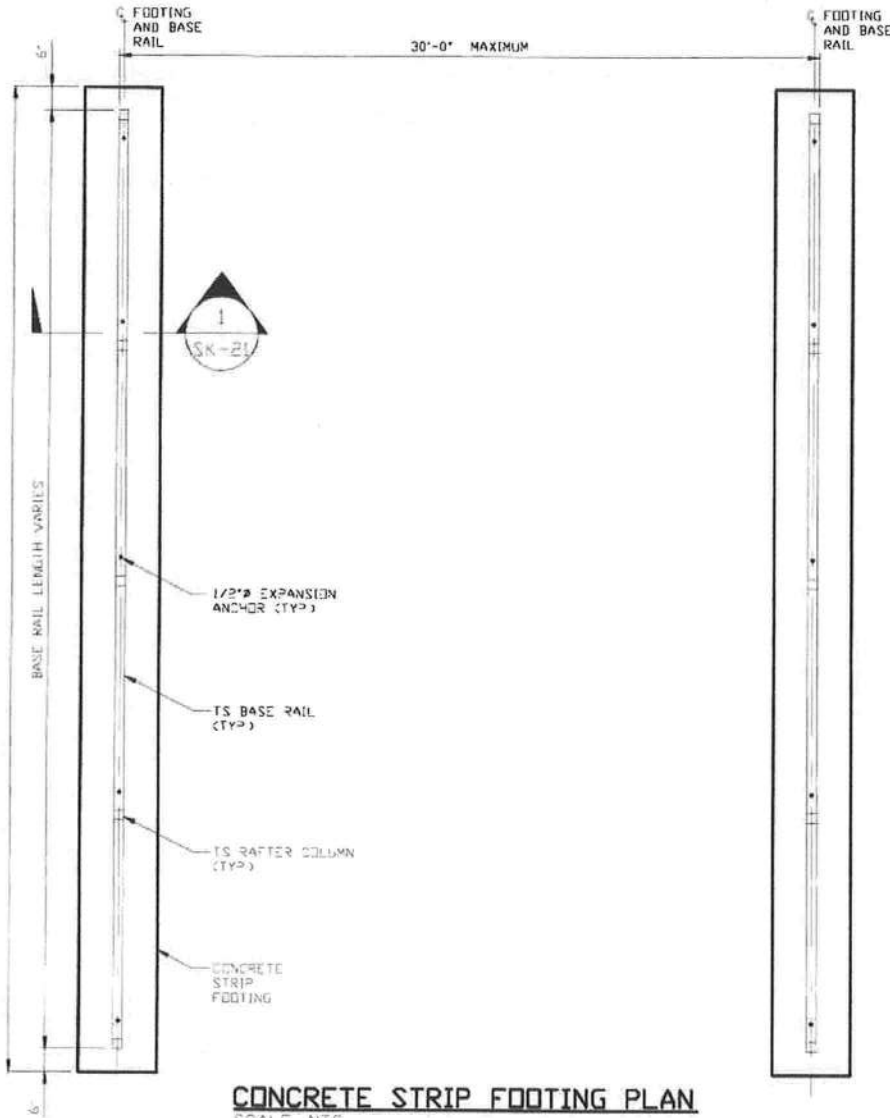 ℄ FOOTING
AND BASE
RAIL
℄ FOOTING
AND BASE
RAIL
30'-0" MAXIMUM
6"
1
SK-21
BASE RAIL LENGTH VARIES
1/2"Ø EXPANSION
ANCHOR (TYP)
TS BASE RAIL
(TYP)
TS RAFTER COLUMN
(TYP)
CONCRETE
STRIP
FOOTING
6"
CONCRETE STRIP FOOTING PLAN